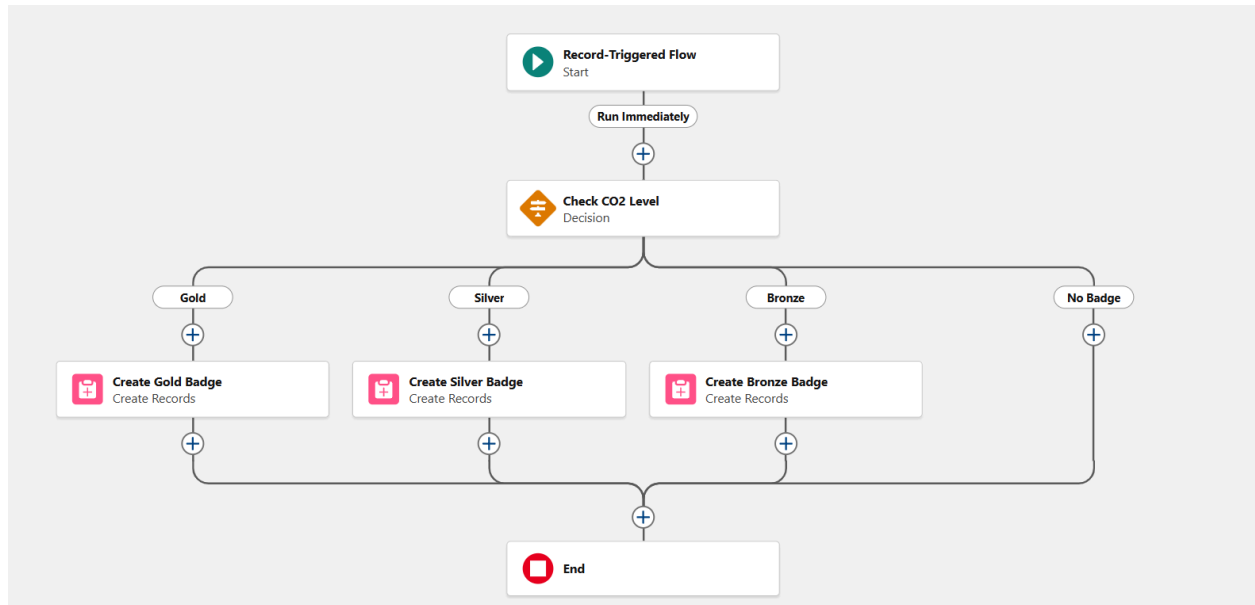 Record-Triggered Flow
Start
Run Immediately
Check CO2 Level
Decision
Gold
Silver
Bronze
No Badge
Create Gold Badge
Create Records
Create Silver Badge
Create Records
Create Bronze Badge
Create Records
End